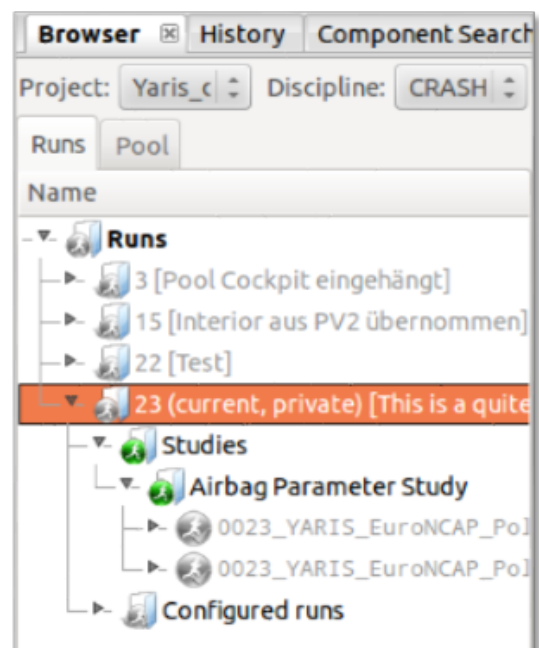 Browser History Component Search
Project: Yaris_c Discipline: CRASH
Runs Pool
Name
Runs
3 [Pool Cockpit eingehängt]
15 [Interior aus PV2 übernommen]
22 [Test]
23 (current, private) [This is a quite
Studies
Airbag Parameter Study
0023_YARIS_EuroNCAP_Pol
0023_YARIS_EuroNCAP_Pol
Configured runs